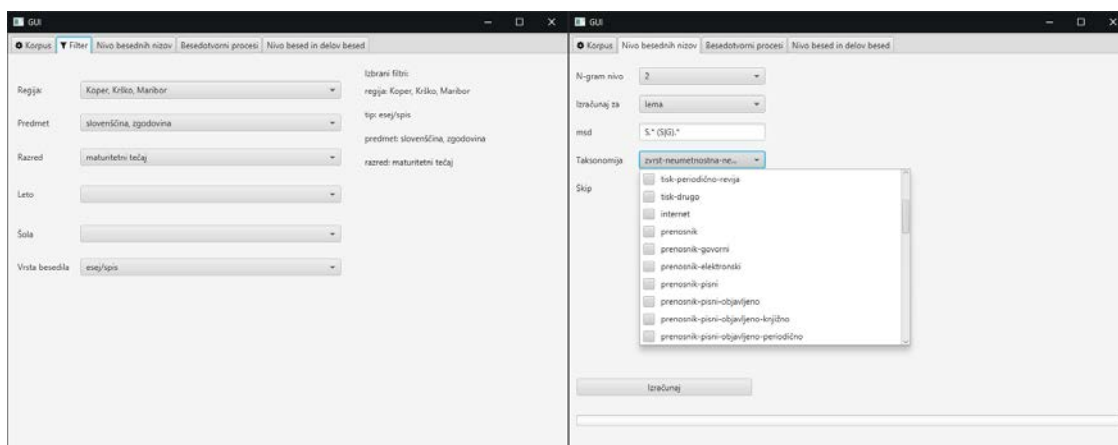 GUI
Korpus Filter Nivo besednih nizov Besedotvorni procesi Nivo besed in delov besed
Izbrani filtri:
Regija: Koper, Krško, Maribor
regija: Koper, Krško, Maribor
tip: esej/spis
Predmet slovenščina, zgodovina
predmet: slovenščina, zgodovina
Razred maturitetni tečaj
razred: maturitetni tečaj
Leto
Šola
Vrsta besedila esej/spis
GUI
Korpus Nivo besednih nizov Besedotvorni procesi Nivo besed in delov besed
N-gram nivo 2
Izračunaj za lema
msd S.* (S|G).*
Taksonomija zvrst-neumetnostna-ne...
Skip
tisk-periodično-revija
tisk-drugo
internet
prenosnik
prenosnik-govorni
prenosnik-elektronski
prenosnik-pisni
prenosnik-pisni-objavljeno
prenosnik-pisni-objavljeno-knjižno
prenosnik-pisni-objavljeno-periodično
Izračunaj